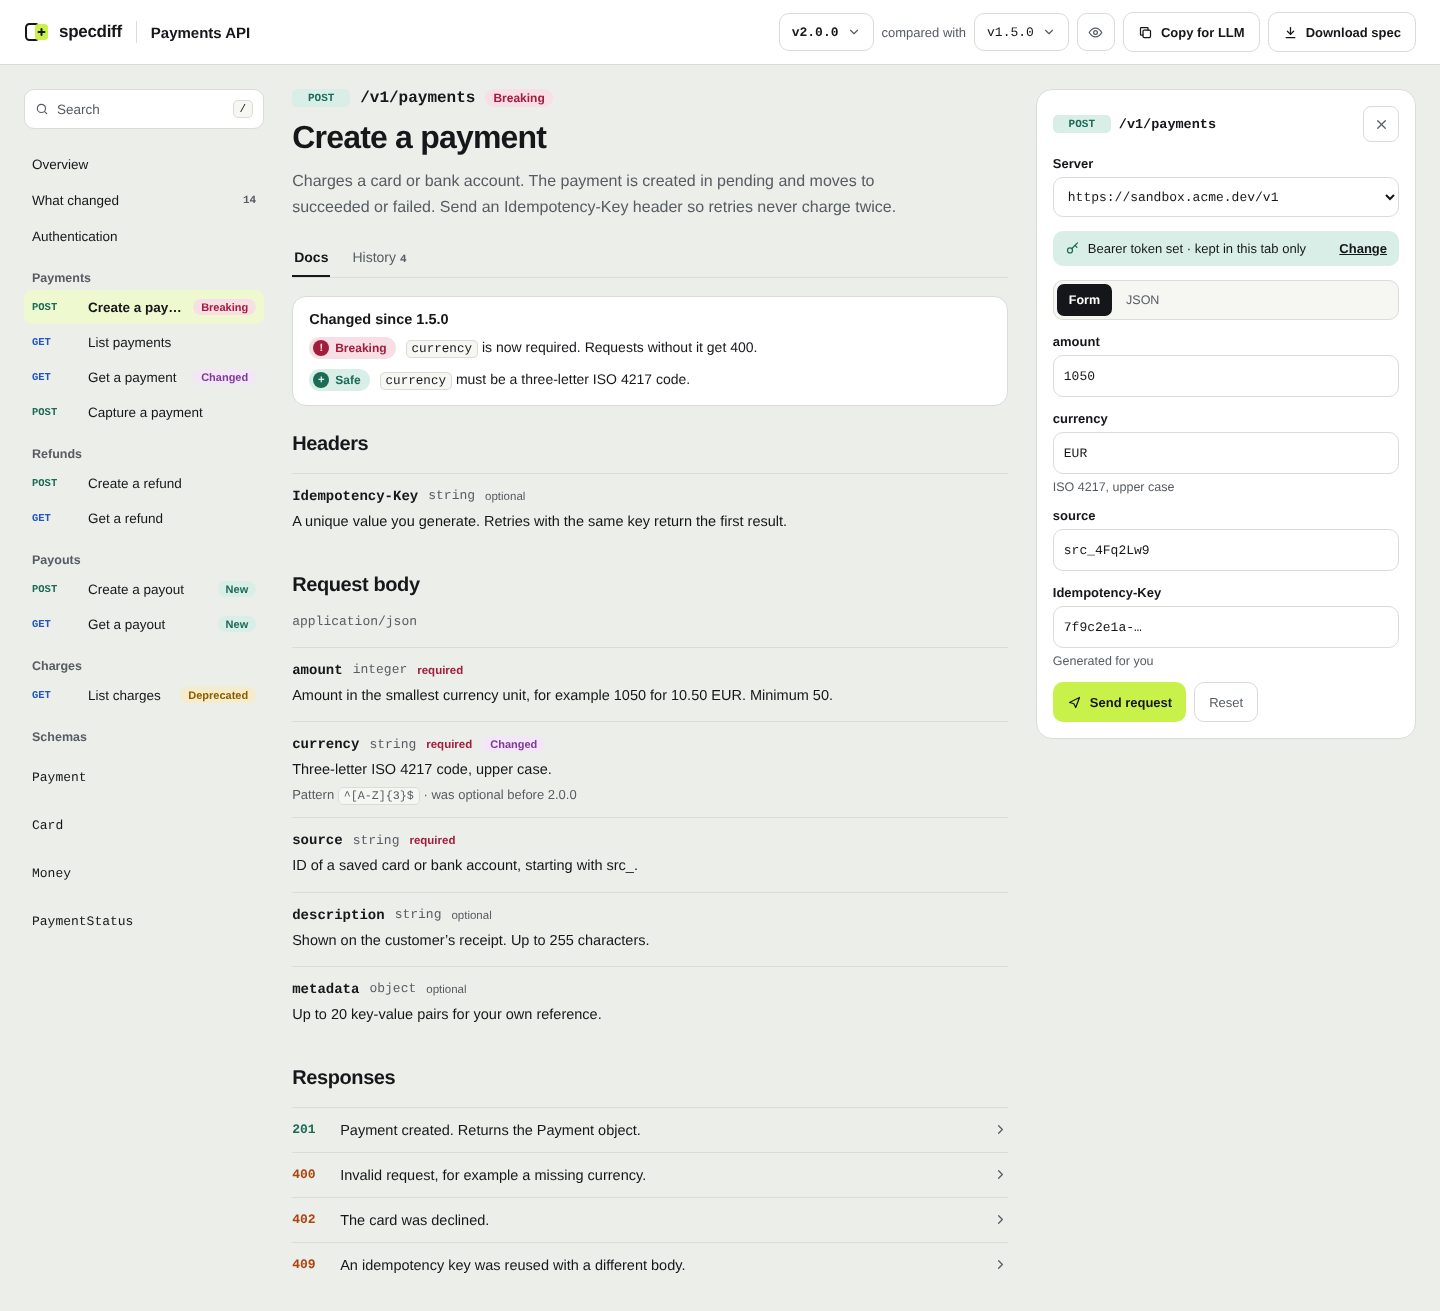 specdiff
Payments API
v2.0.0
compared with
v1.5.0
Copy for LLM
Download spec
Search
/
Overview
What changed 14
Authentication
Payments
POST Create a pay… Breaking
GET List payments
GET Get a payment Changed
POST Capture a payment
Refunds
POST Create a refund
GET Get a refund
Payouts
POST Create a payout New
GET Get a payout New
Charges
GET List charges Deprecated
Schemas
Payment
Card
Money
PaymentStatus
POST /v1/payments Breaking
Create a payment
Charges a card or bank account. The payment is created in pending and moves to
succeeded or failed. Send an Idempotency-Key header so retries never charge twice.
Docs History 4
Changed since 1.5.0
! Breaking currency is now required. Requests without it get 400.
+ Safe currency must be a three-letter ISO 4217 code.
Headers
Idempotency-Key string optional
A unique value you generate. Retries with the same key return the first result.
Request body
application/json
amount integer required
Amount in the smallest currency unit, for example 1050 for 10.50 EUR. Minimum 50.
currency string required Changed
Three-letter ISO 4217 code, upper case.
Pattern ^[A-Z]{3}$ · was optional before 2.0.0
source string required
ID of a saved card or bank account, starting with src_.
description string optional
Shown on the customer’s receipt. Up to 255 characters.
metadata object optional
Up to 20 key-value pairs for your own reference.
Responses
201 Payment created. Returns the Payment object.
400 Invalid request, for example a missing currency.
402 The card was declined.
409 An idempotency key was reused with a different body.
POST /v1/payments
Server
https://sandbox.acme.dev/v1
Bearer token set · kept in this tab only Change
Form JSON
amount
1050
currency
EUR
ISO 4217, upper case
source
src_4Fq2Lw9
Idempotency-Key
7f9c2e1a-…
Generated for you
Send request Reset